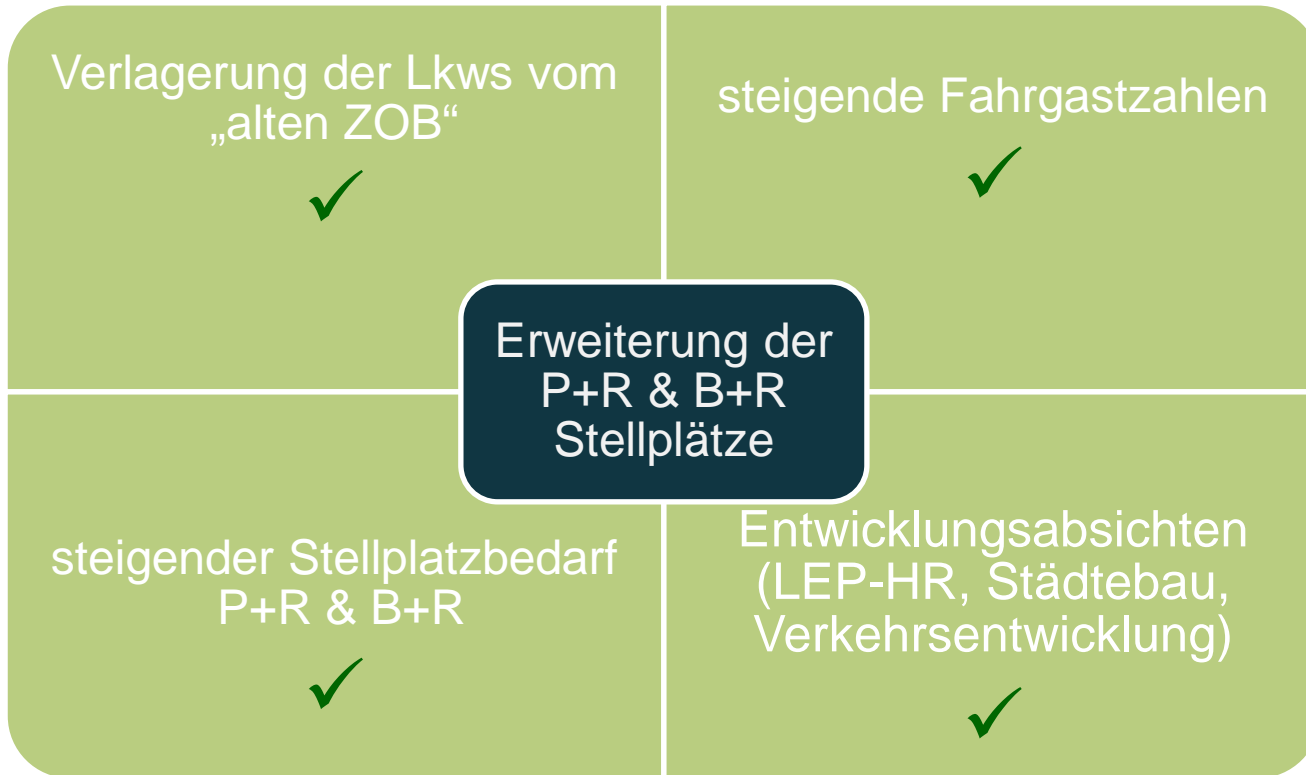 Verlagerung der Lkws vom
„alten ZOB“
steigende Fahrgastzahlen
Erweiterung der
P+R & B+R
Stellplätze
steigender Stellplatzbedarf
P+R & B+R
Entwicklungsabsichten
(LEP-HR, Städtebau,
Verkehrsentwicklung)